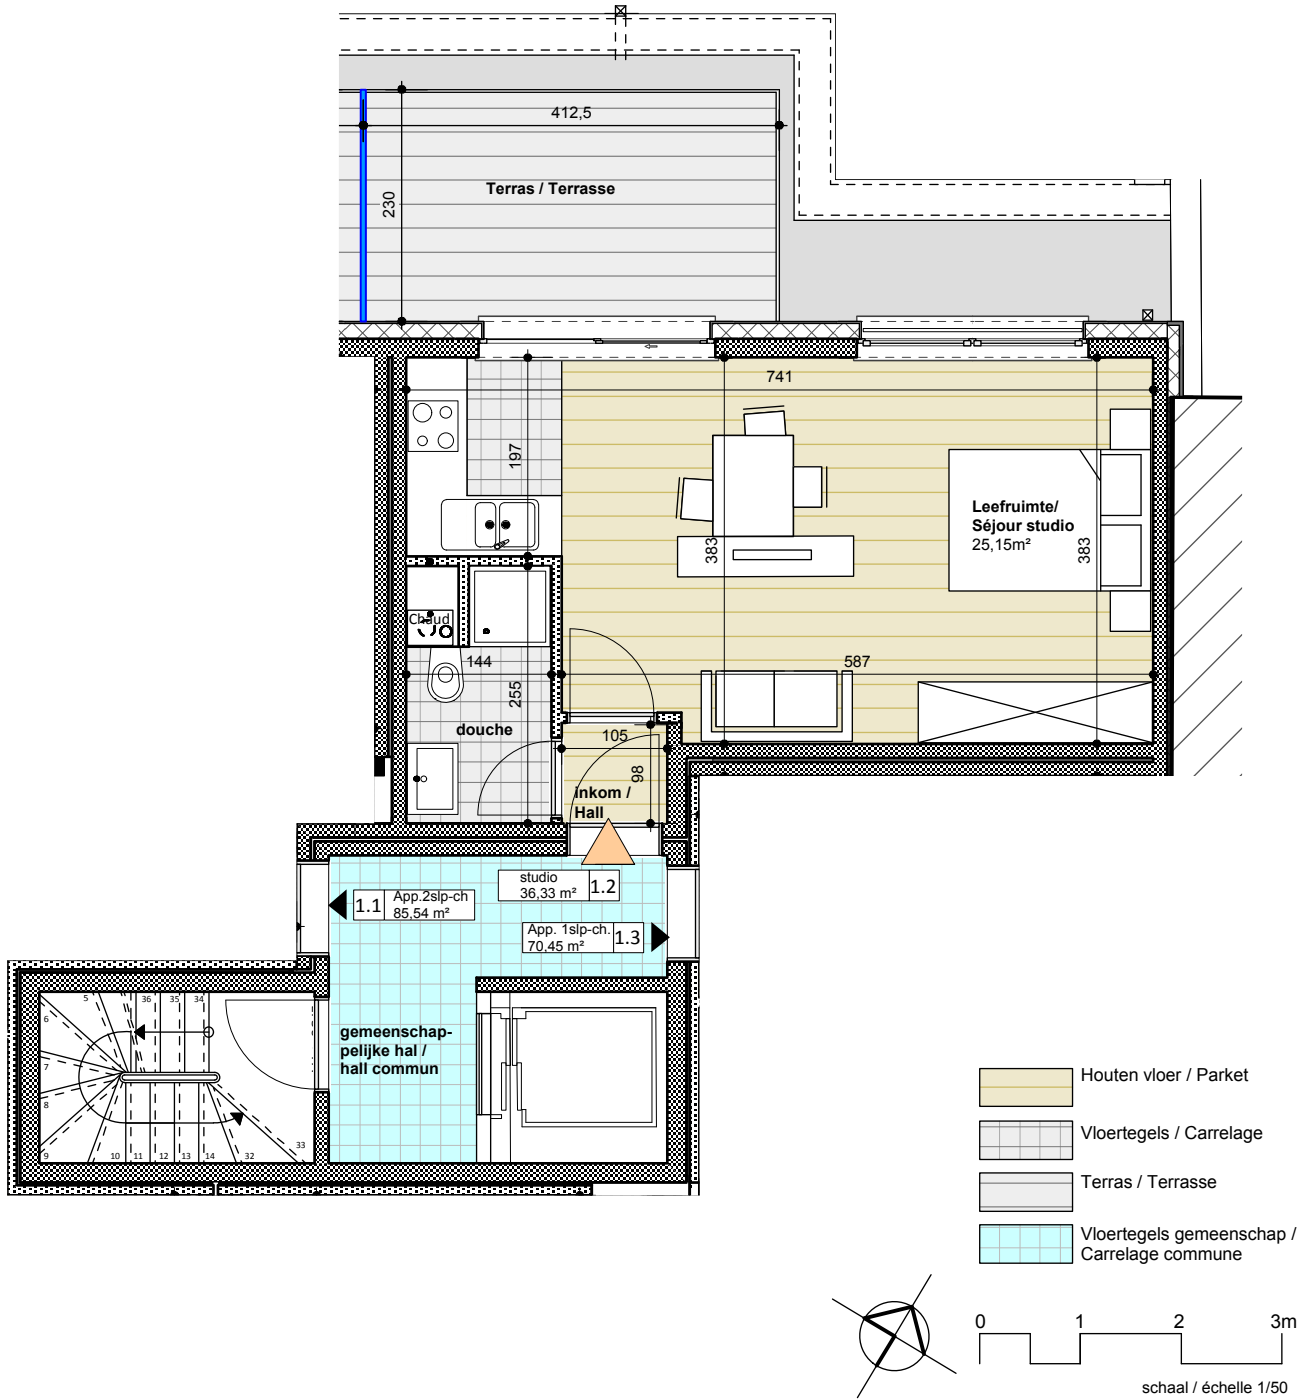 412,5
230
Terras / Terrasse
741
197
383
383
Leefruimte/
Séjour studio
25,15m²
Chaud
144
587
255
douche
105
98
inkom /
Hall
studio
36,33 m²
1.2
1.1
App.2slp-ch
85,54 m²
App. 1slp-ch.
70,45 m²
1.3
5
36
35
34
6
7
8
9
10
11
12
13
14
32
33
gemeenschap-
pelijke hal /
hall commun
Houten vloer / Parket
Vloertegels / Carrelage
Terras / Terrasse
Vloertegels gemeenschap /
Carrelage commune
0 1 2 3m
schaal / échelle 1/50